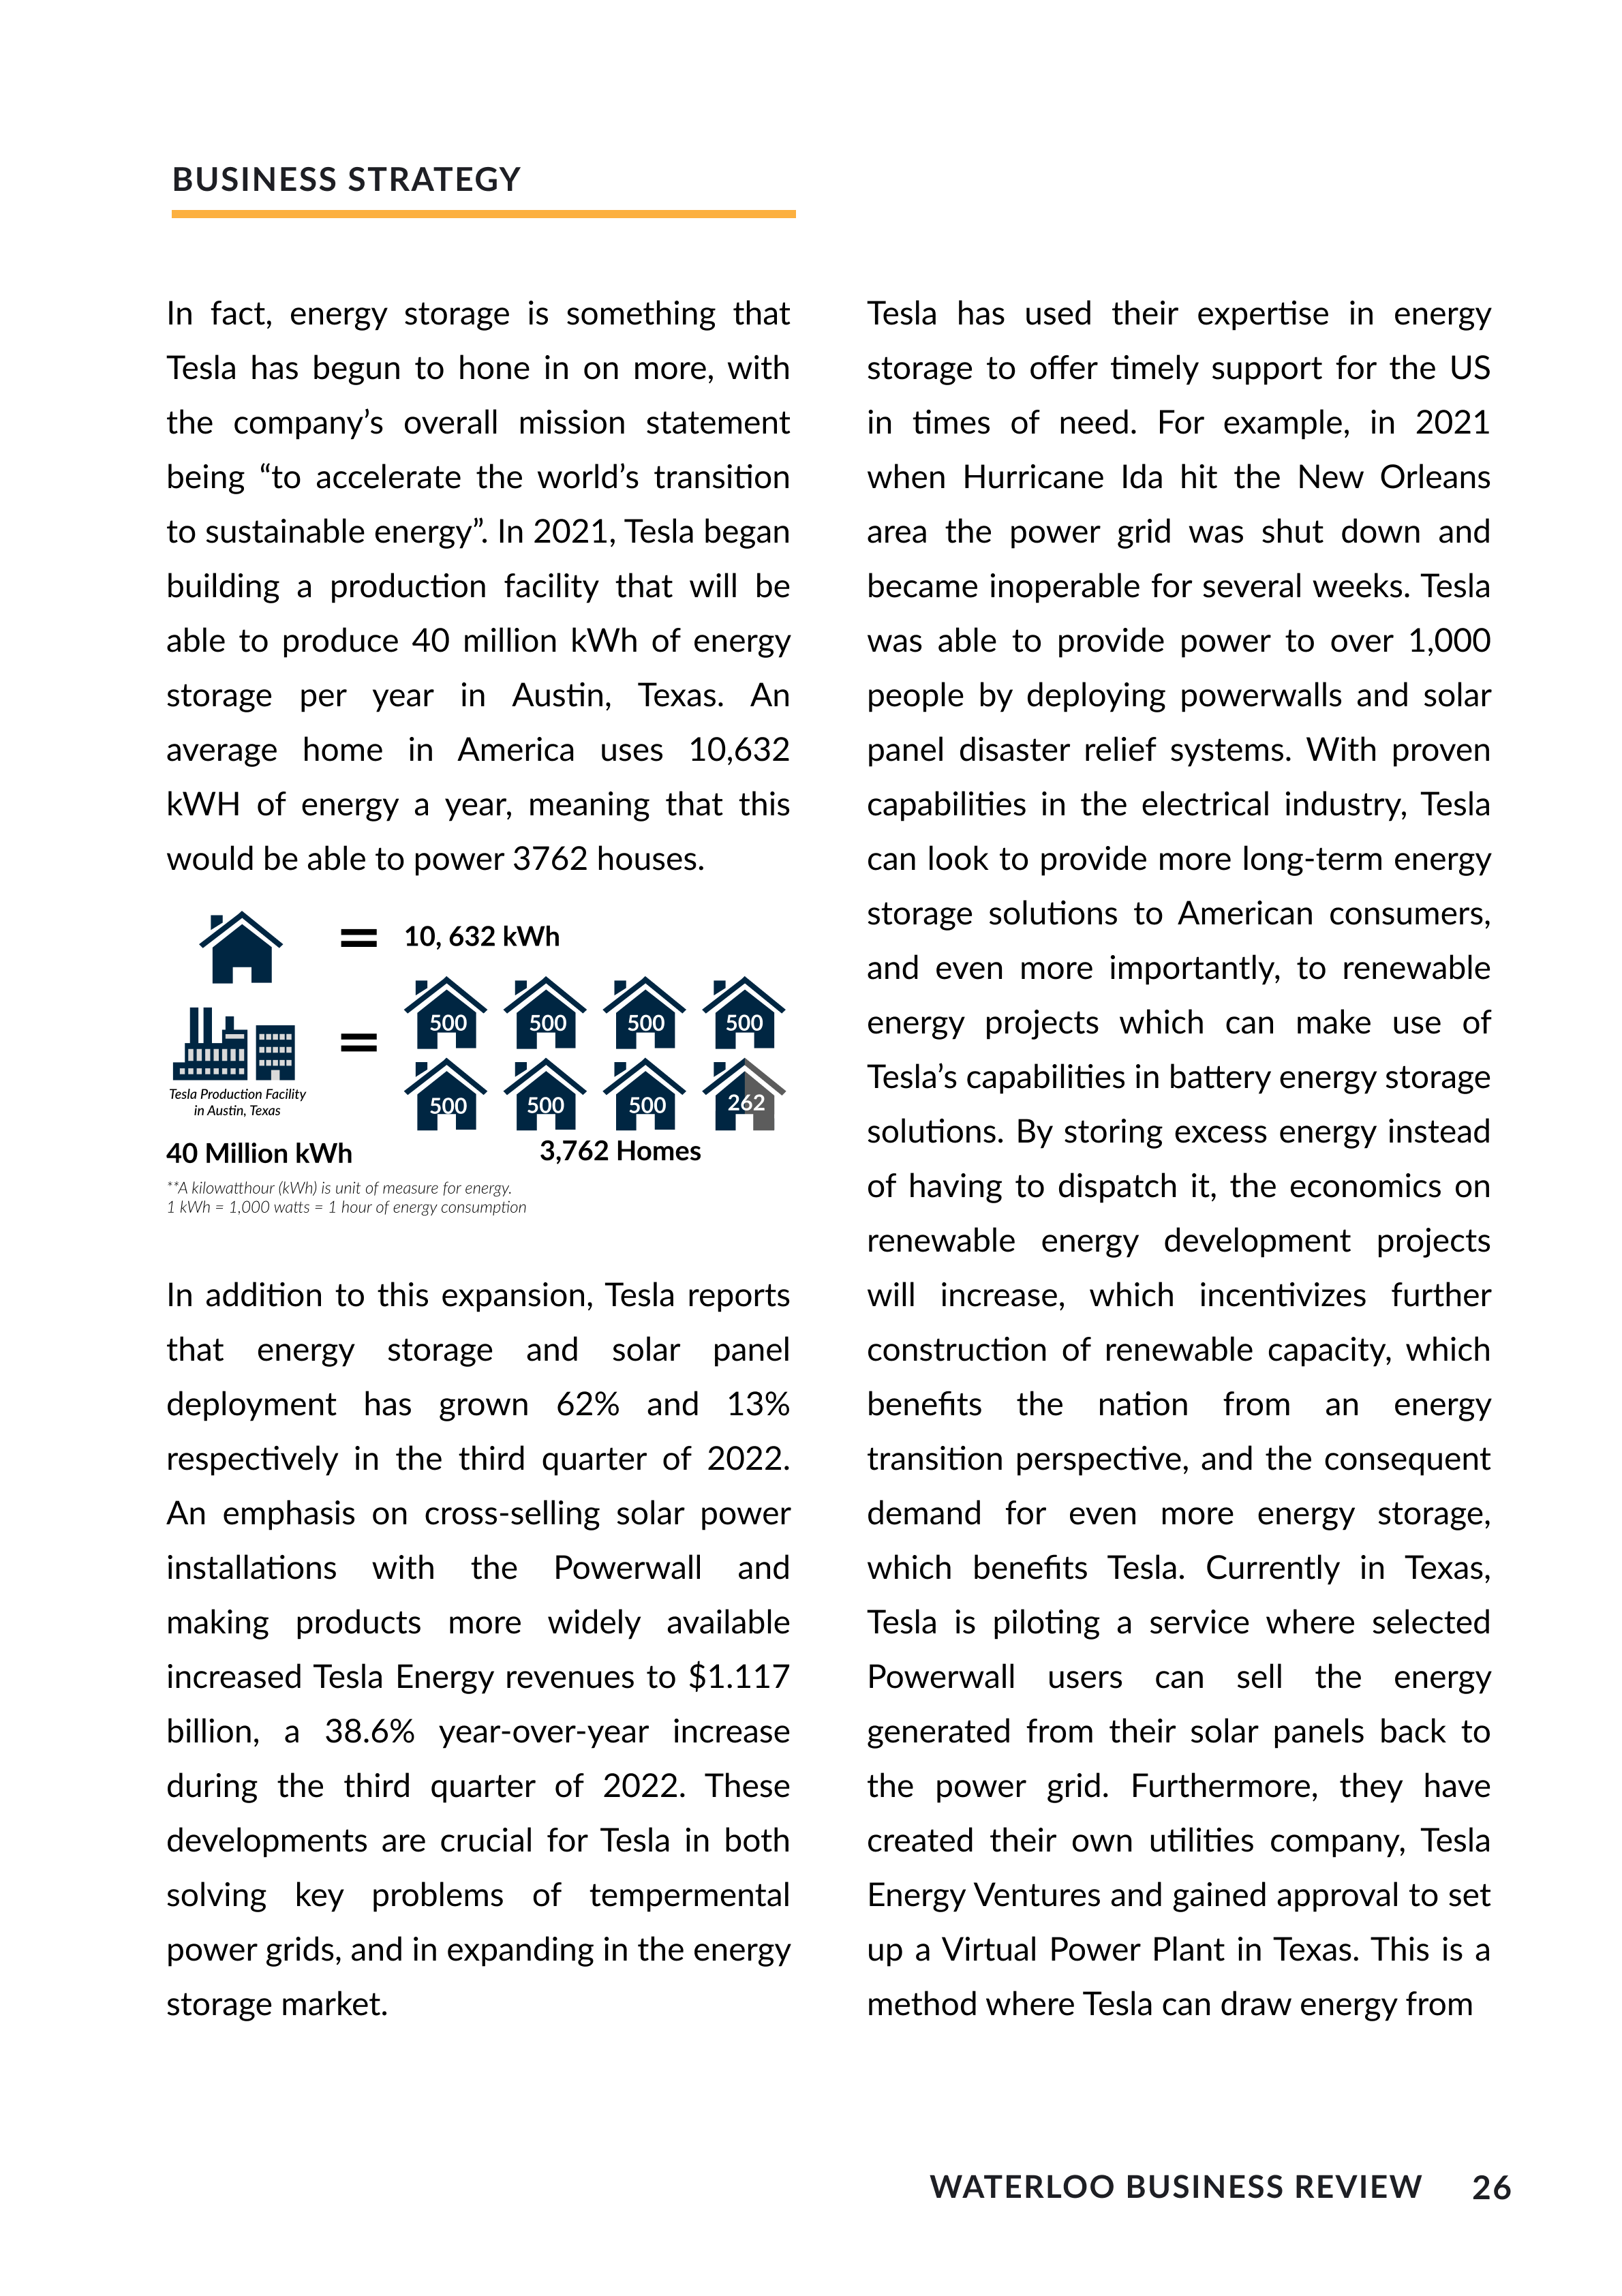 BUSINESS STRATEGY
In fact, energy storage is something that
Tesla has begun to hone in on more, with
the company’s overall mission statement
being “to accelerate the world’s transition
to sustainable energy”. In 2021, Tesla began
building a production facility that will be
able to produce 40 million kWh of energy
storage per year in Austin, Texas. An
average home in America uses 10,632
kWH of energy a year, meaning that this
would be able to power 3762 houses.
= 10, 632 kWh
500 500 500 500
=
500 500 500 262
Tesla Production Facility
in Austin, Texas
40 Million kWh
3,762 Homes
**A kilowatthour (kWh) is unit of measure for energy.
1 kWh = 1,000 watts = 1 hour of energy consumption
In addition to this expansion, Tesla reports
that energy storage and solar panel
deployment has grown 62% and 13%
respectively in the third quarter of 2022.
An emphasis on cross-selling solar power
installations with the Powerwall and
making products more widely available
increased Tesla Energy revenues to $1.117
billion, a 38.6% year-over-year increase
during the third quarter of 2022. These
developments are crucial for Tesla in both
solving key problems of tempermental
power grids, and in expanding in the energy
storage market.
Tesla has used their expertise in energy
storage to offer timely support for the US
in times of need. For example, in 2021
when Hurricane Ida hit the New Orleans
area the power grid was shut down and
became inoperable for several weeks. Tesla
was able to provide power to over 1,000
people by deploying powerwalls and solar
panel disaster relief systems. With proven
capabilities in the electrical industry, Tesla
can look to provide more long-term energy
storage solutions to American consumers,
and even more importantly, to renewable
energy projects which can make use of
Tesla’s capabilities in battery energy storage
solutions. By storing excess energy instead
of having to dispatch it, the economics on
renewable energy development projects
will increase, which incentivizes further
construction of renewable capacity, which
benefits the nation from an energy
transition perspective, and the consequent
demand for even more energy storage,
which benefits Tesla. Currently in Texas,
Tesla is piloting a service where selected
Powerwall users can sell the energy
generated from their solar panels back to
the power grid. Furthermore, they have
created their own utilities company, Tesla
Energy Ventures and gained approval to set
up a Virtual Power Plant in Texas. This is a
method where Tesla can draw energy from
WATERLOO BUSINESS REVIEW 26